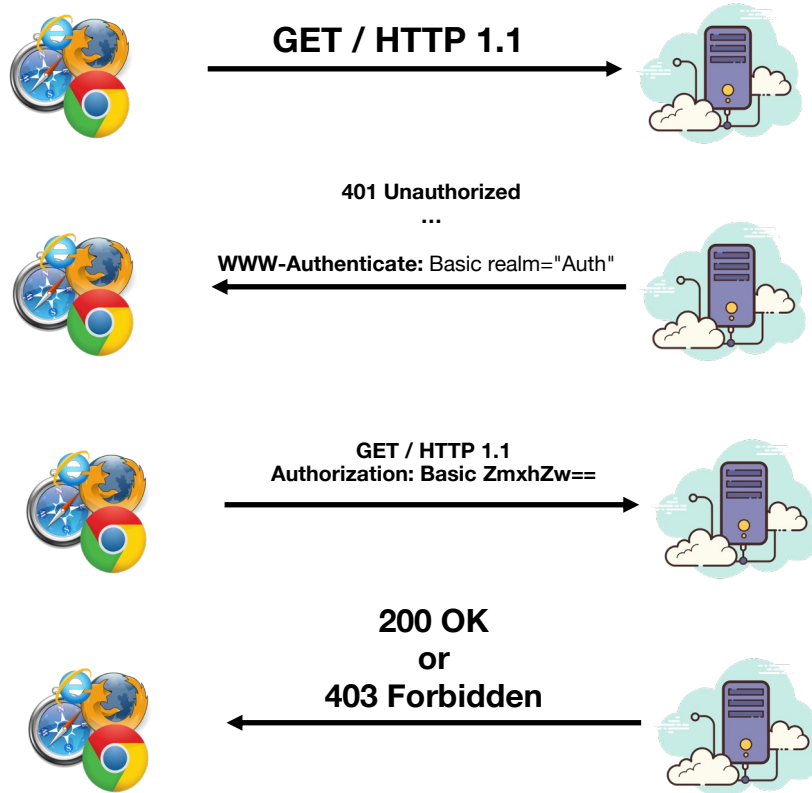 GET / HTTP 1.1
401 Unauthorized
...
WWW-Authenticate: Basic realm="Auth"
GET / HTTP 1.1
Authorization: Basic ZmxhZw==
200 OK
or
403 Forbidden